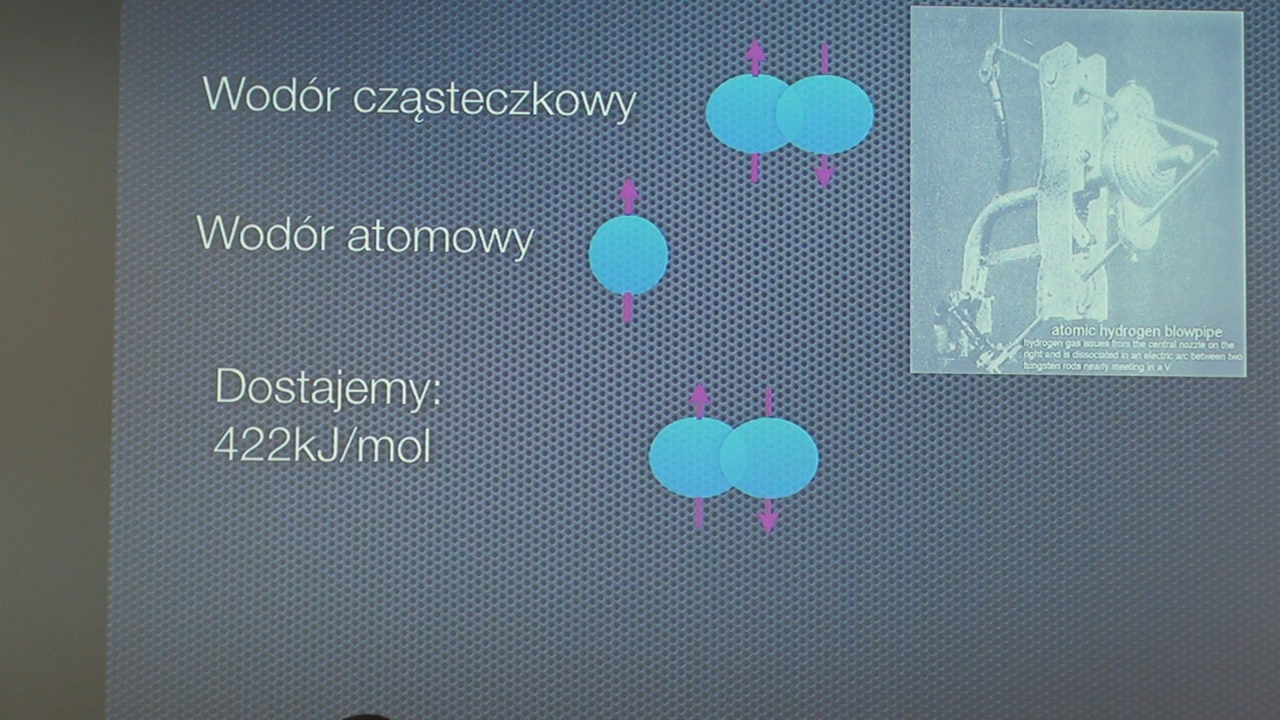 Wodór cząsteczkowy
Wodór atomowy
Dostajemy:
422kJ/mol
atomic hydrogen blowpipe
hydrogen gas issues from the central nozzle on the
right and is dissociated in an electric arc between two
tungsten rods nearly meeting in a V